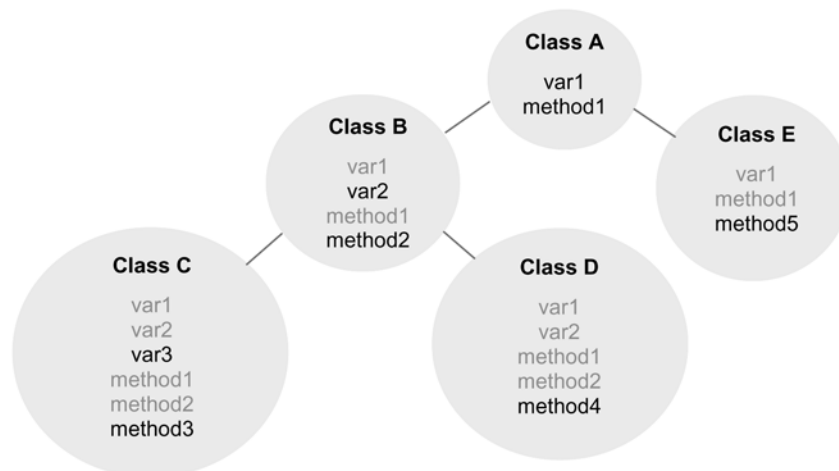 Class A
var1
method1
Class B
var1
var2
method1
method2
Class E
var1
method1
method5
Class C
var1
var2
var3
method1
method2
method3
Class D
var1
var2
method1
method2
method4